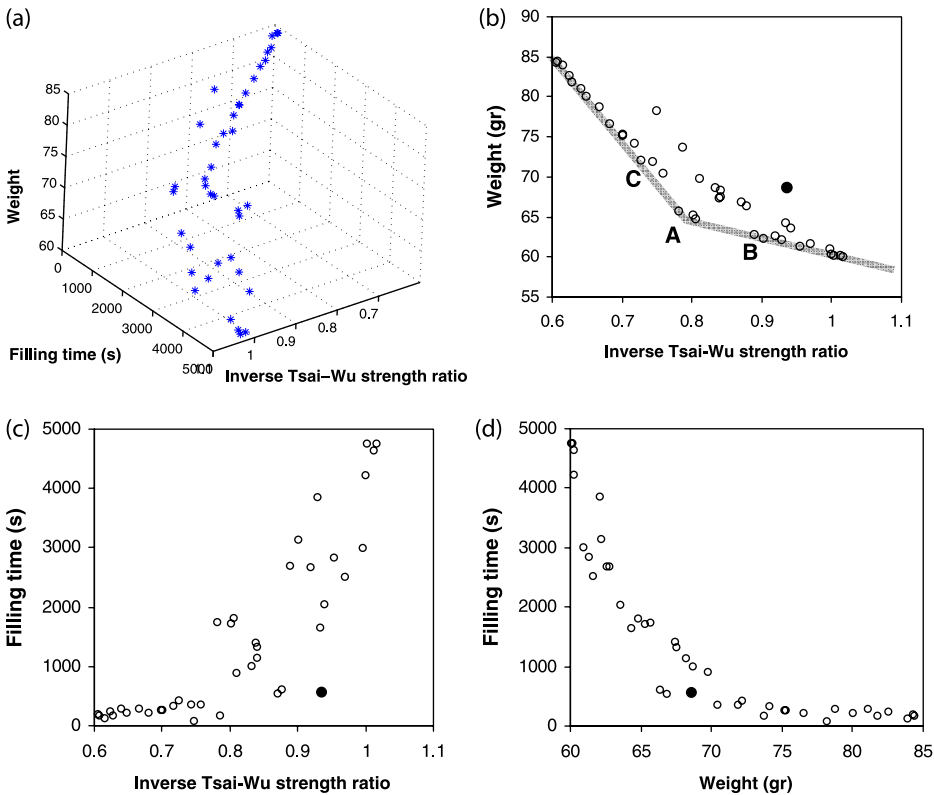 (a)
85
80
75
70
65
60
Weight
0
1000
2000
3000
4000
5000
Filling time (s)
1.1
1
0.9
0.8
0.7
Inverse Tsai–Wu strength ratio
(b)
90
85
80
75
70
65
60
55
Weight (gr)
C
A
B
0.6 0.7 0.8 0.9 1 1.1
Inverse Tsai-Wu strength ratio
(c)
5000
4000
3000
2000
1000
0
Filling time (s)
0.6 0.7 0.8 0.9 1 1.1
Inverse Tsai-Wu strength ratio
(d)
5000
4000
3000
2000
1000
0
Filling time (s)
60 65 70 75 80 85
Weight (gr)